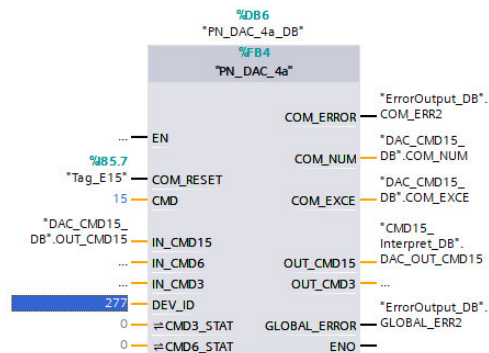 %DB6
"PN_DAC_4a_DB"
%FB4
"PN_DAC_4a"
"ErrorOutput_DB".
COM_ERROR COM_ERR2
... EN
"DAC_CMD15_
COM_NUM DB".COM_NUM
%I85.7
"Tag_E15" COM_RESET
"DAC_CMD15_
15 CMD COM_EXCE DB".COM_EXCE
"DAC_CMD15_
DB".OUT_CMD15 IN_CMD15
"CMD15_
Interpret_DB".
... IN_CMD6 OUT_CMD15 DAC_OUT_CMD15
... IN_CMD3 OUT_CMD3 ...
277 DEV_ID
"ErrorOutput_DB".
0 ⇌CMD3_STAT GLOBAL_ERROR GLOBAL_ERR2
0 ⇌CMD6_STAT ENO